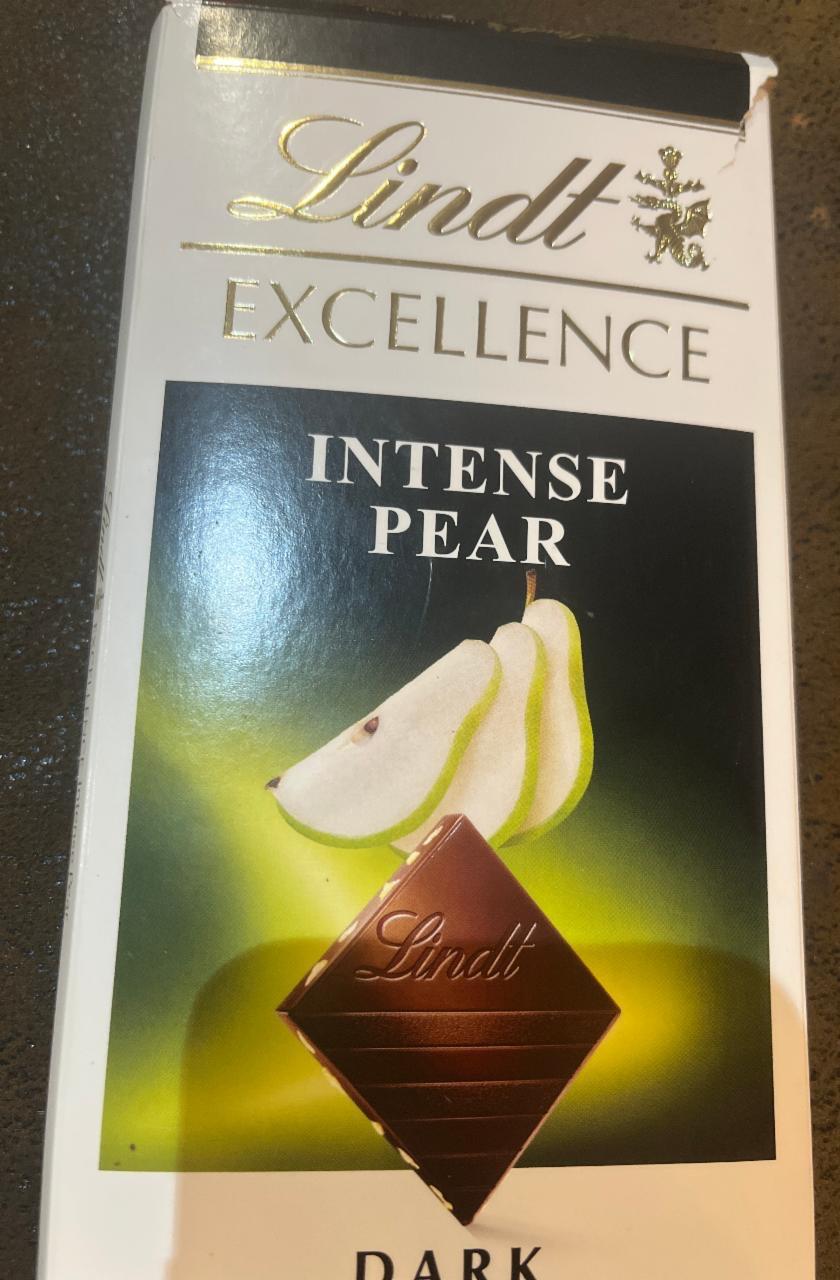 Lindt
EXCELLENCE
INTENSE
PEAR
Lindt
DARK